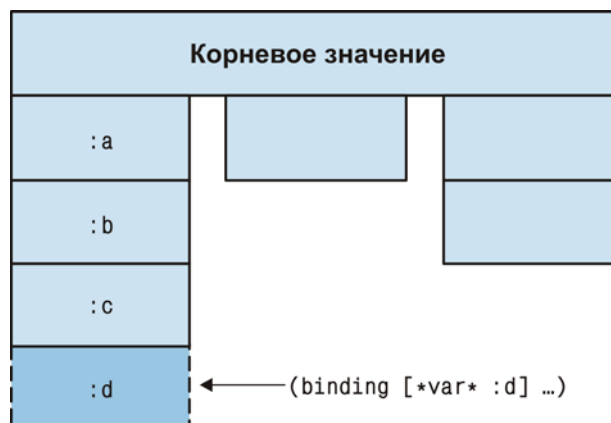 Корневое значение
:a
:b
:c
:d
(binding [*var* :d] …)